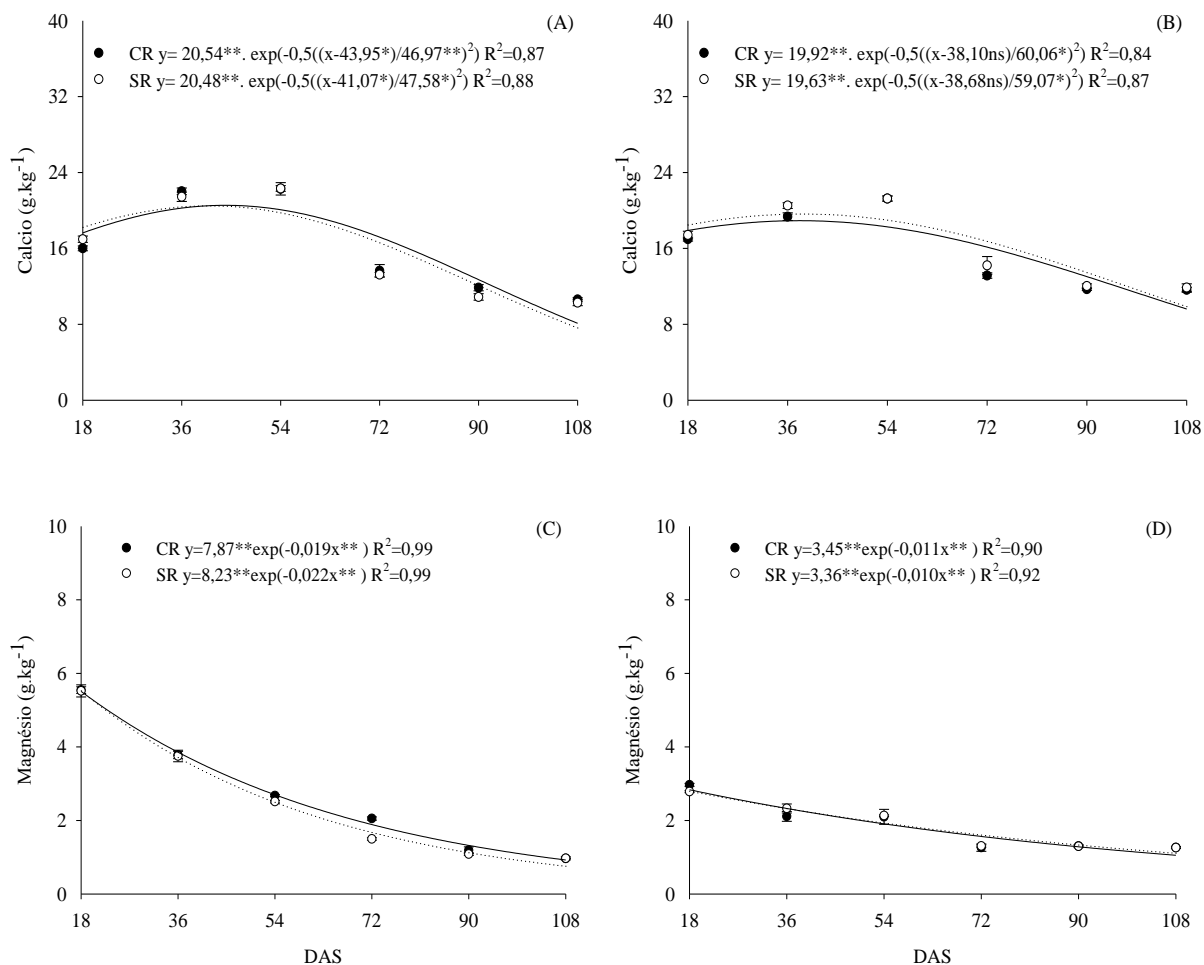 (A)
40
CR y= 20,54**. exp(-0,5((x-43,95*)/46,97**)²) R²=0,87
SR y= 20,48**. exp(-0,5((x-41,07*)/47,58*)²) R²=0,88
32
24
16
8
0
Calcio (g.kg⁻¹)
18 36 54 72 90 108
(B)
40
CR y= 19,92**. exp(-0,5((x-38,10ns)/60,06*)²) R²=0,84
SR y= 19,63**. exp(-0,5((x-38,68ns)/59,07*)²) R²=0,87
32
24
16
8
0
Calcio (g.kg⁻¹)
18 36 54 72 90 108
(C)
10
CR y=7,87**exp(-0,019x** ) R²=0,99
SR y=8,23**exp(-0,022x** ) R²=0,99
8
6
4
2
0
Magnésio (g.kg⁻¹)
18 36 54 72 90 108
DAS
(D)
10
CR y=3,45**exp(-0,011x** ) R²=0,90
SR y=3,36**exp(-0,010x** ) R²=0,92
8
6
4
2
0
Magnésio (g.kg⁻¹)
18 36 54 72 90 108
DAS